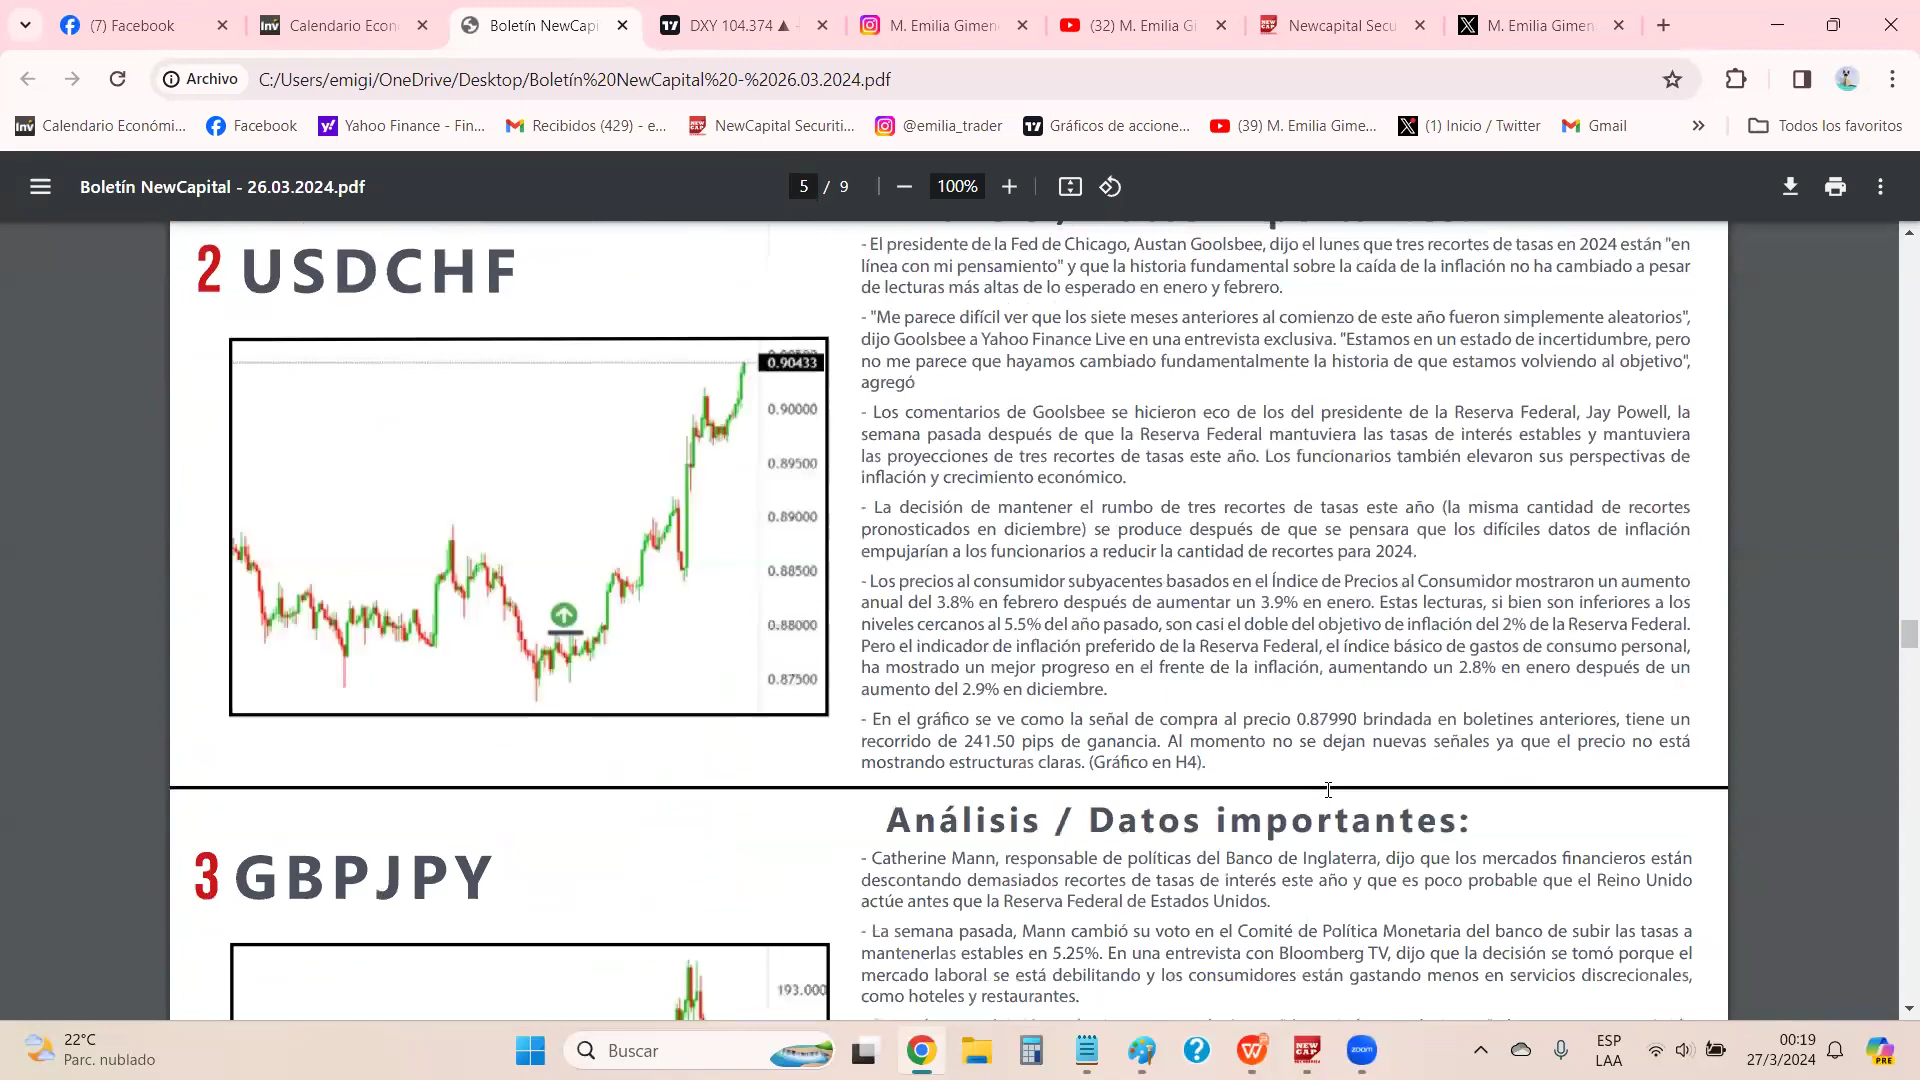 (7) Facebook
Calendario Econ
Boletín NewCapi
DXY 104.374 ▲
M. Emilia Gimen
(32) M. Emilia Gi
Newcapital Secu
M. Emilia Gimen
Archivo
C:/Users/emigi/OneDrive/Desktop/Boletín%20NewCapital%20-%2026.03.2024.pdf
Calendario Económi...
Facebook
Yahoo Finance - Fin...
Recibidos (429) - e...
NewCapital Securiti...
@emilia_trader
Gráficos de accione...
(39) M. Emilia Gime...
(1) Inicio / Twitter
Gmail
Todos los favoritos
Boletín NewCapital - 26.03.2024.pdf
5 / 9
100%
2 USDCHF
0.90433
0.90000
0.89500
0.89000
0.88500
0.88000
0.87500
- El presidente de la Fed de Chicago, Austan Goolsbee, dijo el lunes que tres recortes de tasas en 2024 están "en
línea con mi pensamiento" y que la historia fundamental sobre la caída de la inflación no ha cambiado a pesar
de lecturas más altas de lo esperado en enero y febrero.
- "Me parece difícil ver que los siete meses anteriores al comienzo de este año fueron simplemente aleatorios",
dijo Goolsbee a Yahoo Finance Live en una entrevista exclusiva. "Estamos en un estado de incertidumbre, pero
no me parece que hayamos cambiado fundamentalmente la historia de que estamos volviendo al objetivo",
agregó
- Los comentarios de Goolsbee se hicieron eco de los del presidente de la Reserva Federal, Jay Powell, la
semana pasada después de que la Reserva Federal mantuviera las tasas de interés estables y mantuviera
las proyecciones de tres recortes de tasas este año. Los funcionarios también elevaron sus perspectivas de
inflación y crecimiento económico.
- La decisión de mantener el rumbo de tres recortes de tasas este año (la misma cantidad de recortes
pronosticados en diciembre) se produce después de que se pensara que los difíciles datos de inflación
empujarían a los funcionarios a reducir la cantidad de recortes para 2024.
- Los precios al consumidor subyacentes basados en el Índice de Precios al Consumidor mostraron un aumento
anual del 3.8% en febrero después de aumentar un 3.9% en enero. Estas lecturas, si bien son inferiores a los
niveles cercanos al 5.5% del año pasado, son casi el doble del objetivo de inflación del 2% de la Reserva Federal.
Pero el indicador de inflación preferido de la Reserva Federal, el índice básico de gastos de consumo personal,
ha mostrado un mejor progreso en el frente de la inflación, aumentando un 2.8% en enero después de un
aumento del 2.9% en diciembre.
- En el gráfico se ve como la señal de compra al precio 0.87990 brindada en boletines anteriores, tiene un
recorrido de 241.50 pips de ganancia. Al momento no se dejan nuevas señales ya que el precio no está
mostrando estructuras claras. (Gráfico en H4).
3 GBPJPY
193.000
Análisis / Datos importantes:
- Catherine Mann, responsable de políticas del Banco de Inglaterra, dijo que los mercados financieros están
descontando demasiados recortes de tasas de interés este año y que es poco probable que el Reino Unido
actúe antes que la Reserva Federal de Estados Unidos.
- La semana pasada, Mann cambió su voto en el Comité de Política Monetaria del banco de subir las tasas a
mantenerlas estables en 5.25%. En una entrevista con Bloomberg TV, dijo que la decisión se tomó porque el
mercado laboral se está debilitando y los consumidores están gastando menos en servicios discrecionales,
como hoteles y restaurantes.
22°C
Parc. nublado
Buscar
zoom
ESP
LAA
00:19
27/3/2024
PRE